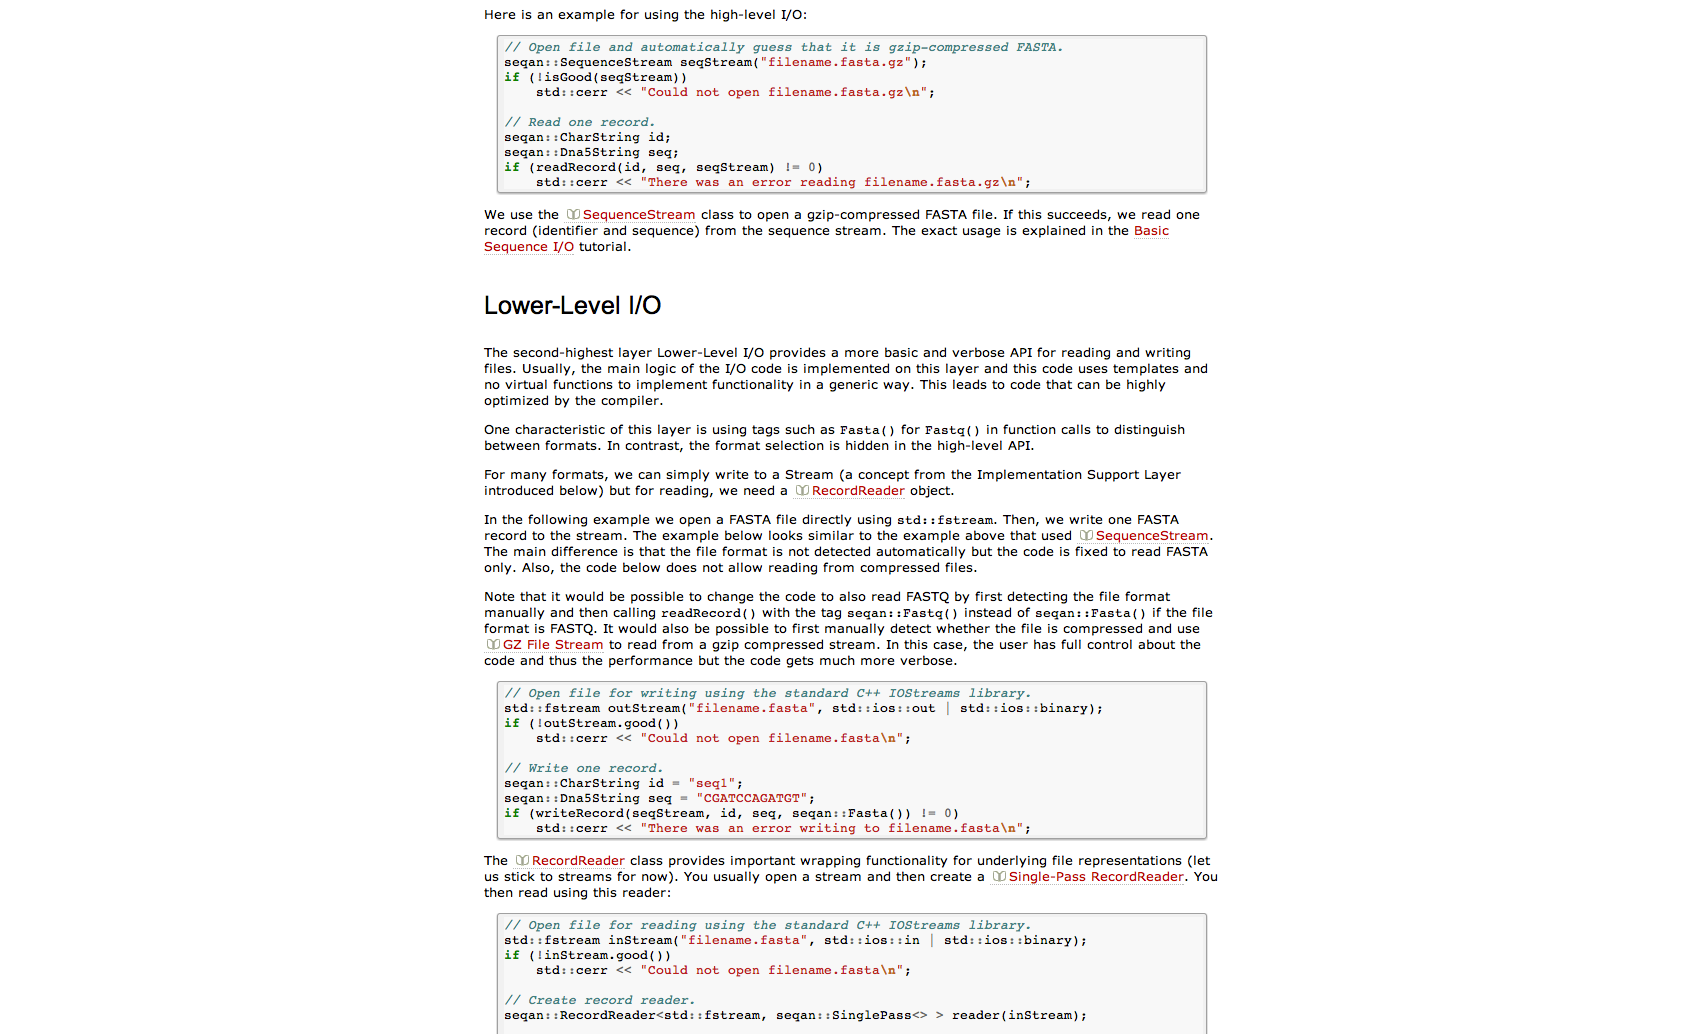 Here is an example for using the high-level I/O:
// Open file and automatically guess that it is gzip-compressed FASTA.
seqan::SequenceStream seqStream("filename.fasta.gz");
if (!isGood(seqStream))
    std::cerr << "Could not open filename.fasta.gz\n";
// Read one record.
seqan::CharString id;
seqan::Dna5String seq;
if (readRecord(id, seq, seqStream) != 0)
    std::cerr << "There was an error reading filename.fasta.gz\n";
We use the SequenceStream class to open a gzip-compressed FASTA file. If this succeeds, we read one
record (identifier and sequence) from the sequence stream. The exact usage is explained in the Basic
Sequence I/O tutorial.
Lower-Level I/O
The second-highest layer Lower-Level I/O provides a more basic and verbose API for reading and writing
files. Usually, the main logic of the I/O code is implemented on this layer and this code uses templates and
no virtual functions to implement functionality in a generic way. This leads to code that can be highly
optimized by the compiler.
One characteristic of this layer is using tags such as Fasta() for Fastq() in function calls to distinguish
between formats. In contrast, the format selection is hidden in the high-level API.
For many formats, we can simply write to a Stream (a concept from the Implementation Support Layer
introduced below) but for reading, we need a RecordReader object.
In the following example we open a FASTA file directly using std::fstream. Then, we write one FASTA
record to the stream. The example below looks similar to the example above that used SequenceStream.
The main difference is that the file format is not detected automatically but the code is fixed to read FASTA
only. Also, the code below does not allow reading from compressed files.
Note that it would be possible to change the code to also read FASTQ by first detecting the file format
manually and then calling readRecord() with the tag seqan::Fastq() instead of seqan::Fasta() if the file
format is FASTQ. It would also be possible to first manually detect whether the file is compressed and use
GZ File Stream to read from a gzip compressed stream. In this case, the user has full control about the
code and thus the performance but the code gets much more verbose.
// Open file for writing using the standard C++ IOStreams library.
std::fstream outStream("filename.fasta", std::ios::out | std::ios::binary);
if (!outStream.good())
    std::cerr << "Could not open filename.fasta\n";
// Write one record.
seqan::CharString id = "seq1";
seqan::Dna5String seq = "CGATCCAGATGT";
if (writeRecord(seqStream, id, seq, seqan::Fasta()) != 0)
    std::cerr << "There was an error writing to filename.fasta\n";
The RecordReader class provides important wrapping functionality for underlying file representations (let
us stick to streams for now). You usually open a stream and then create a Single-Pass RecordReader. You
then read using this reader:
// Open file for reading using the standard C++ IOStreams library.
std::fstream inStream("filename.fasta", std::ios::in | std::ios::binary);
if (!inStream.good())
    std::cerr << "Could not open filename.fasta\n";
// Create record reader.
seqan::RecordReader<std::fstream, seqan::SinglePass<> > reader(inStream);